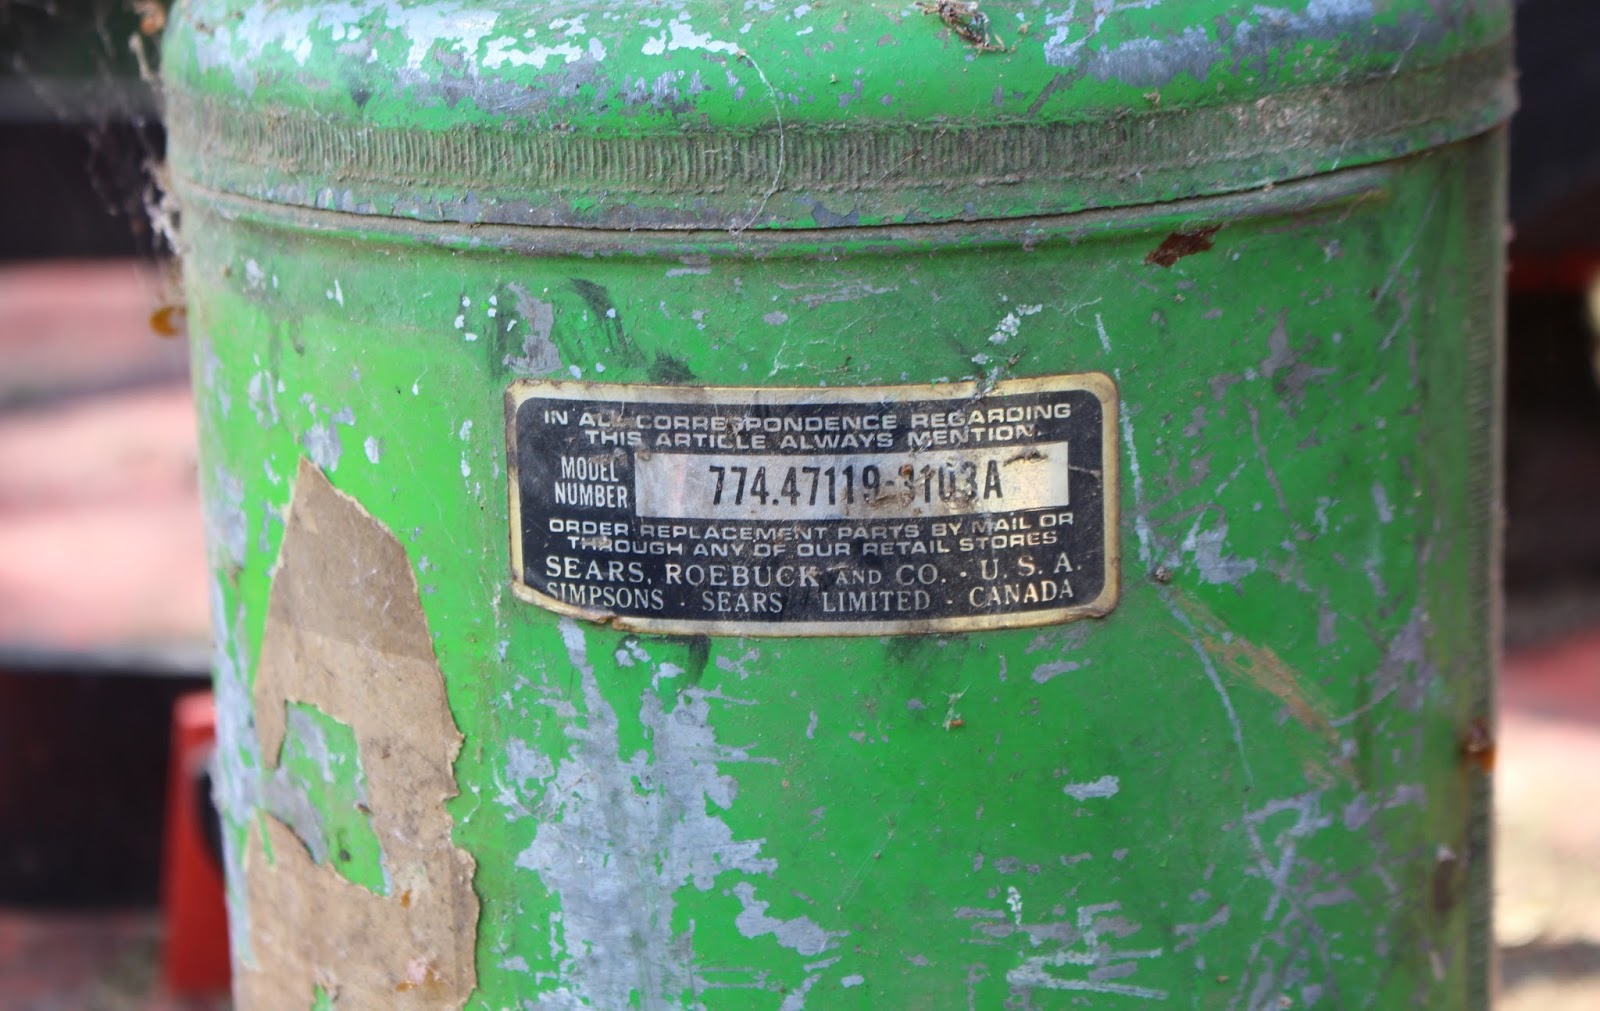 IN ALL CORRESPONDENCE REGARDING
THIS ARTICLE ALWAYS MENTION.
MODEL
NUMBER
774.47119-3103A
ORDER REPLACEMENT PARTS BY MAIL OR
THROUGH ANY OF OUR RETAIL STORES
SEARS, ROEBUCK AND CO. · U. S. A.
SIMPSONS · SEARS LIMITED · CANADA